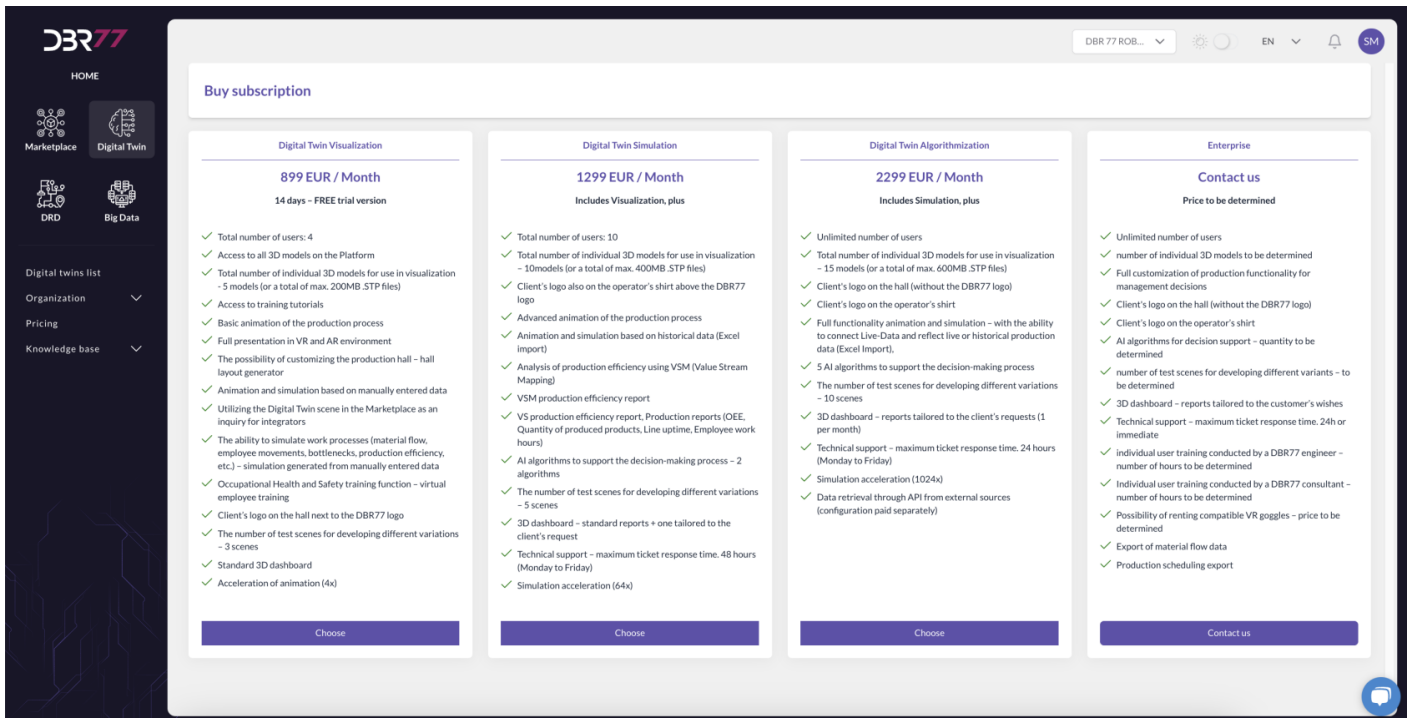 DBR77
DBR 77 ROB...
EN
SM
HOME
Marketplace
Digital Twin
DRD
Big Data
Digital twins list
Organization
Pricing
Knowledge base
Buy subscription
Digital Twin Visualization
899 EUR / Month
14 days – FREE trial version
Total number of users: 4
Access to all 3D models on the Platform
Total number of individual 3D models for use in visualization
- 5 models (or a total of max. 200MB .STP files)
Access to training tutorials
Basic animation of the production process
Full presentation in VR and AR environment
The possibility of customizing the production hall – hall
layout generator
Animation and simulation based on manually entered data
Utilizing the Digital Twin scene in the Marketplace as an
inquiry for integrators
The ability to simulate work processes (material flow,
employee movements, bottlenecks, production efficiency,
etc.) – simulation generated from manually entered data
Occupational Health and Safety training function – virtual
employee training
Client's logo on the hall next to the DBR77 logo
The number of test scenes for developing different variations
– 3 scenes
Standard 3D dashboard
Acceleration of animation (4x)
Choose
Digital Twin Simulation
1299 EUR / Month
Includes Visualization, plus
Total number of users: 10
Total number of individual 3D models for use in visualization
– 10models (or a total of max. 400MB .STP files)
Client's logo also on the operator's shirt above the DBR77
logo
Advanced animation of the production process
Animation and simulation based on historical data (Excel
import)
Analysis of production efficiency using VSM (Value Stream
Mapping)
VSM production efficiency report
VS production efficiency report, Production reports (OEE,
Quantity of produced products, Line uptime, Employee work
hours)
AI algorithms to support the decision-making process – 2
algorithms
The number of test scenes for developing different variations
– 5 scenes
3D dashboard – standard reports + one tailored to the
client's request
Technical support – maximum ticket response time. 48 hours
(Monday to Friday)
Simulation acceleration (64x)
Choose
Digital Twin Algorithmization
2299 EUR / Month
Includes Simulation, plus
Unlimited number of users
Total number of individual 3D models for use in visualization
– 15 models (or a total of max. 600MB .STP files)
Client's logo on the hall (without the DBR77 logo)
Client's logo on the operator's shirt
Full functionality animation and simulation – with the ability
to connect Live-Data and reflect live or historical production
data (Excel Import),
5 AI algorithms to support the decision-making process
The number of test scenes for developing different variations
– 10 scenes
3D dashboard – reports tailored to the client's requests (1
per month)
Technical support – maximum ticket response time. 24 hours
(Monday to Friday)
Simulation acceleration (1024x)
Data retrieval through API from external sources
(configuration paid separately)
Choose
Enterprise
Contact us
Price to be determined
Unlimited number of users
number of individual 3D models to be determined
Full customization of production functionality for
management decisions
Client's logo on the hall (without the DBR77 logo)
Client's logo on the operator's shirt
AI algorithms for decision support – quantity to be
determined
number of test scenes for developing different variants – to
be determined
3D dashboard – reports tailored to the customer's wishes
Technical support – maximum ticket response time. 24h or
immediate
individual user training conducted by a DBR77 engineer –
number of hours to be determined
Individual user training conducted by a DBR77 consultant –
number of hours to be determined
Possibility of renting compatible VR goggles – price to be
determined
Export of material flow data
Production scheduling export
Contact us